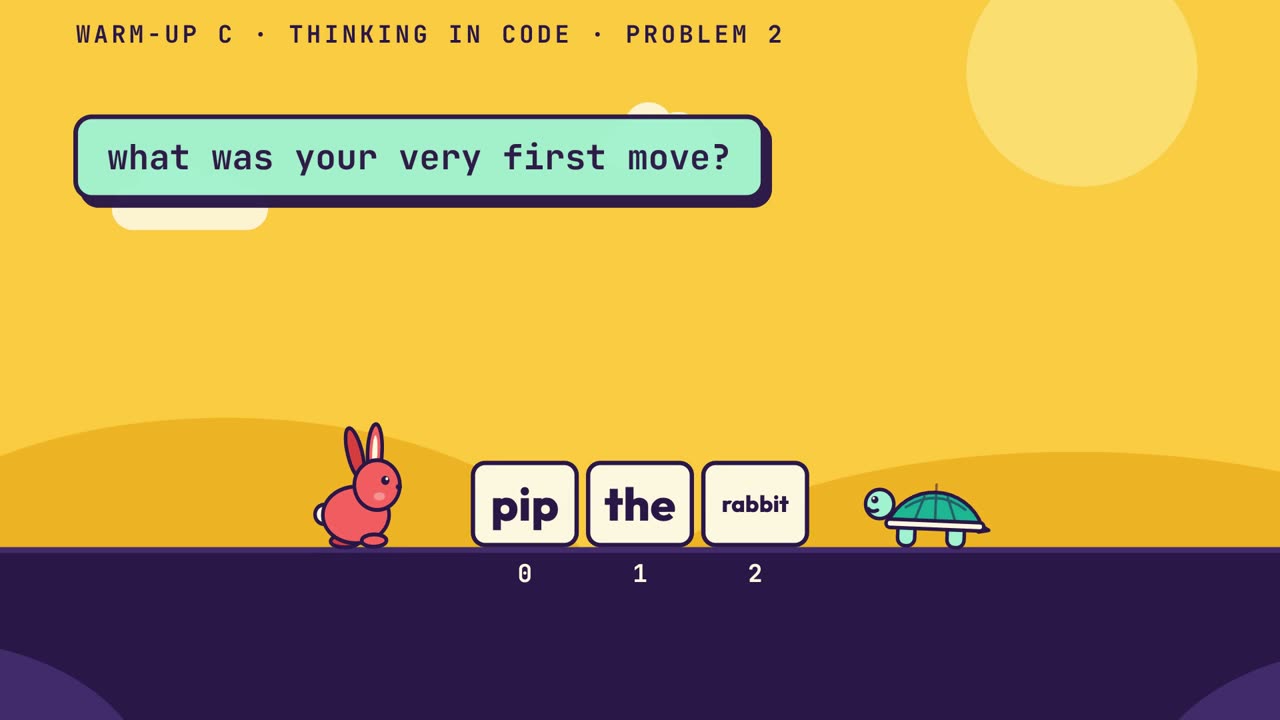 WARM-UP C · THINKING IN CODE · PROBLEM 2
what was your very first move?
pip the rabbit
0 1 2